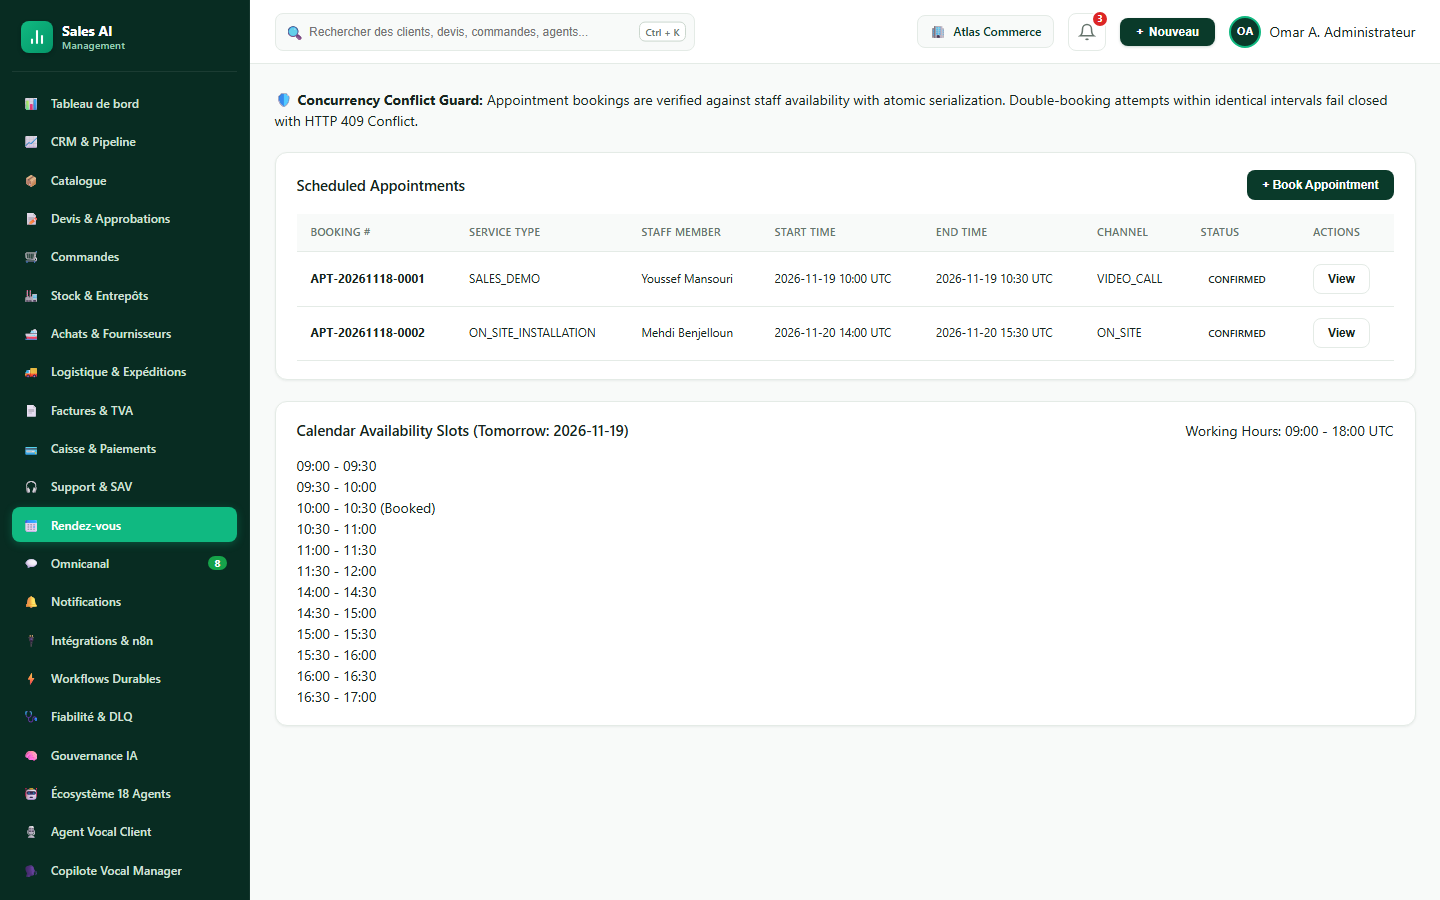 Sales AI
Management
Tableau de bord
CRM & Pipeline
Catalogue
Devis & Approbations
Commandes
Stock & Entrepôts
Achats & Fournisseurs
Logistique & Expéditions
Factures & TVA
Caisse & Paiements
Support & SAV
Rendez-vous
Omnicanal 8
Notifications
Intégrations & n8n
Workflows Durables
Fiabilité & DLQ
Gouvernance IA
Écosystème 18 Agents
Agent Vocal Client
Copilote Vocal Manager
Rechercher des clients, devis, commandes, agents... Ctrl + K
Atlas Commerce
3
+ Nouveau
OA
Omar A. Administrateur
Concurrency Conflict Guard: Appointment bookings are verified against staff availability with atomic serialization. Double-booking attempts within identical intervals fail closed
with HTTP 409 Conflict.
Scheduled Appointments
+ Book Appointment
BOOKING # SERVICE TYPE STAFF MEMBER START TIME END TIME CHANNEL STATUS ACTIONS
APT-20261118-0001 SALES_DEMO Youssef Mansouri 2026-11-19 10:00 UTC 2026-11-19 10:30 UTC VIDEO_CALL CONFIRMED View
APT-20261118-0002 ON_SITE_INSTALLATION Mehdi Benjelloun 2026-11-20 14:00 UTC 2026-11-20 15:30 UTC ON_SITE CONFIRMED View
Calendar Availability Slots (Tomorrow: 2026-11-19)
Working Hours: 09:00 - 18:00 UTC
09:00 - 09:30
09:30 - 10:00
10:00 - 10:30 (Booked)
10:30 - 11:00
11:00 - 11:30
11:30 - 12:00
14:00 - 14:30
14:30 - 15:00
15:00 - 15:30
15:30 - 16:00
16:00 - 16:30
16:30 - 17:00